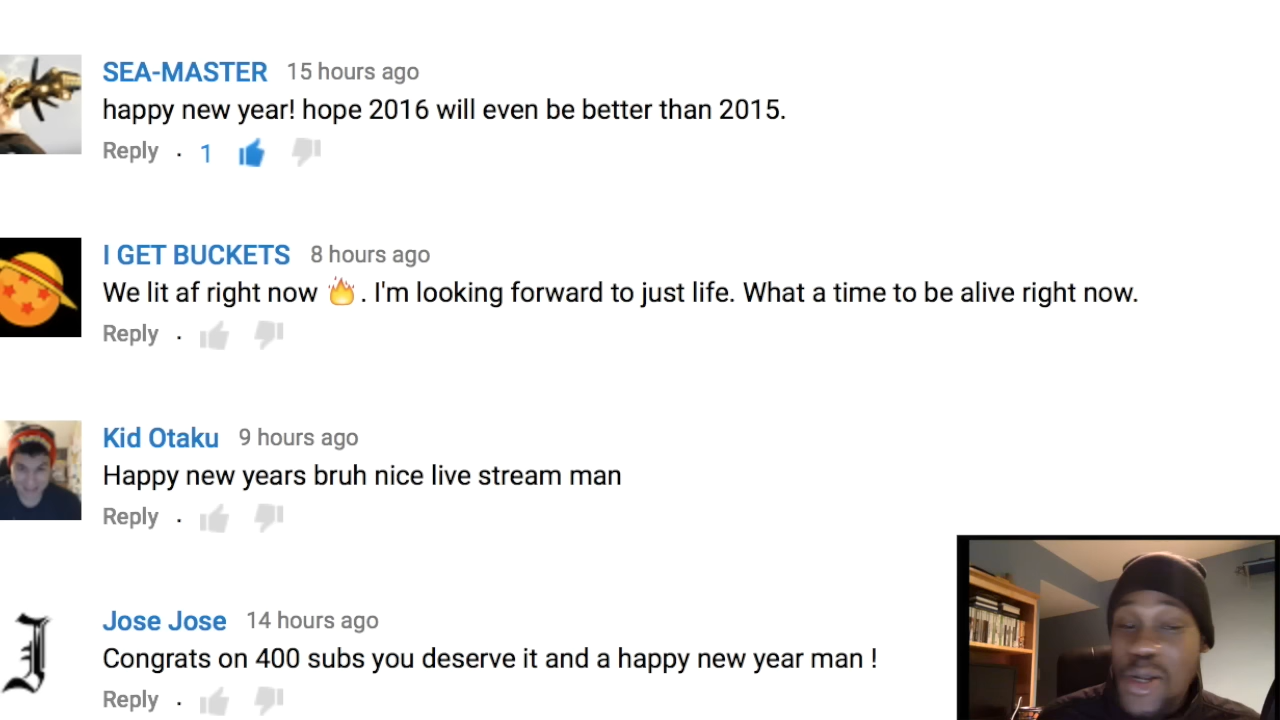 SEA-MASTER 15 hours ago
happy new year! hope 2016 will even be better than 2015.
Reply · 1
I GET BUCKETS 8 hours ago
We lit af right now 🔥. I'm looking forward to just life. What a time to be alive right now.
Reply ·
Kid Otaku 9 hours ago
Happy new years bruh nice live stream man
Reply ·
J
Jose Jose 14 hours ago
Congrats on 400 subs you deserve it and a happy new year man !
Reply ·